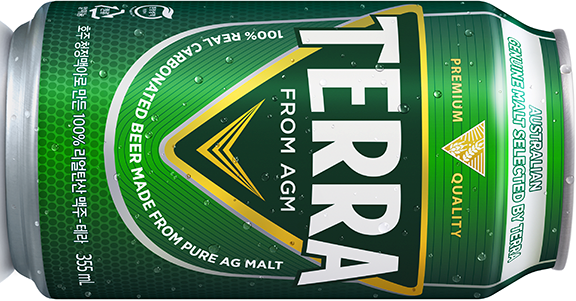 AUSTRALIAN
GENUINE MALT SELECTED BY TERRA
PREMIUM QUALITY
TERRA
FROM AGM
100% REAL CARBONATED BEER MADE FROM PURE AG MALT
호주 청정맥아로 만든 100% 리얼탄산 맥주-테라 355㎖